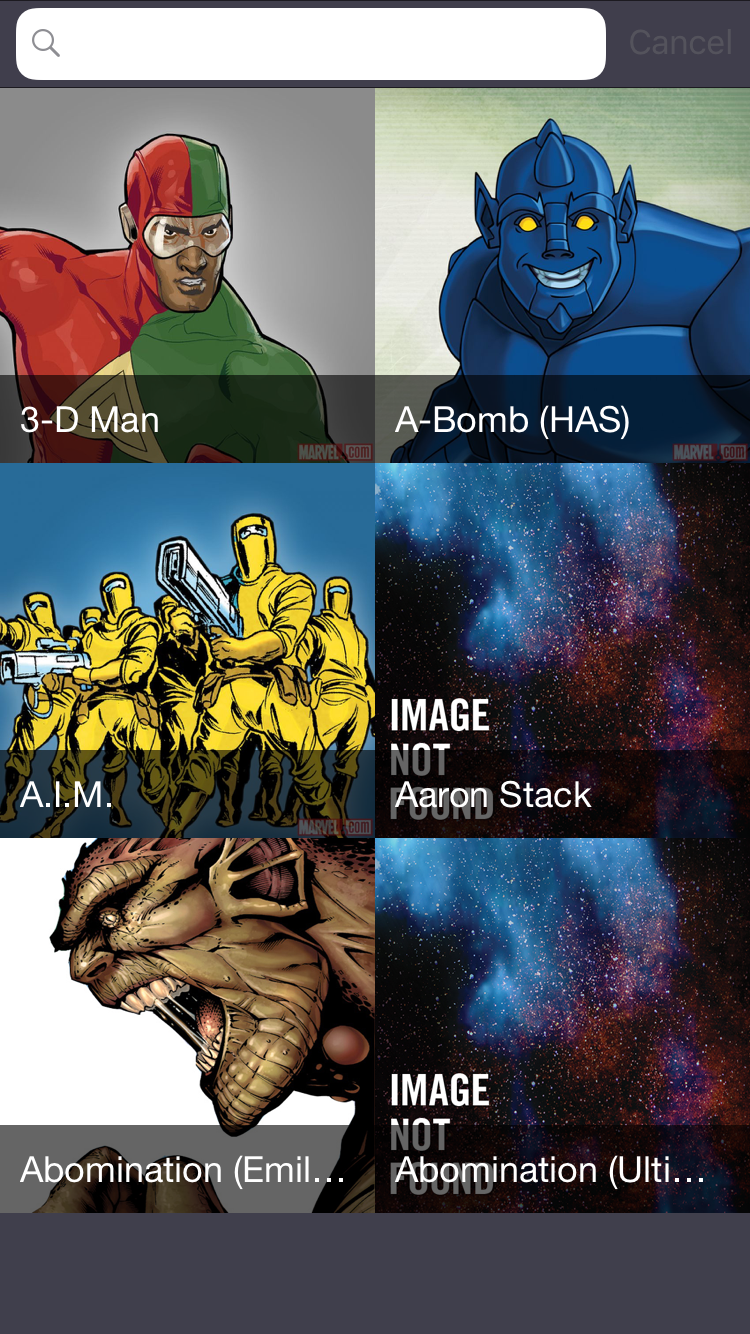 Cancel
3-D Man
MARVEL.com
A-Bomb (HAS)
MARVEL.com
A.I.M.
MARVEL.com
IMAGE
NOT
FOUND
Aaron Stack
Abomination (Emil…
IMAGE
NOT
FOUND
Abomination (Ulti…